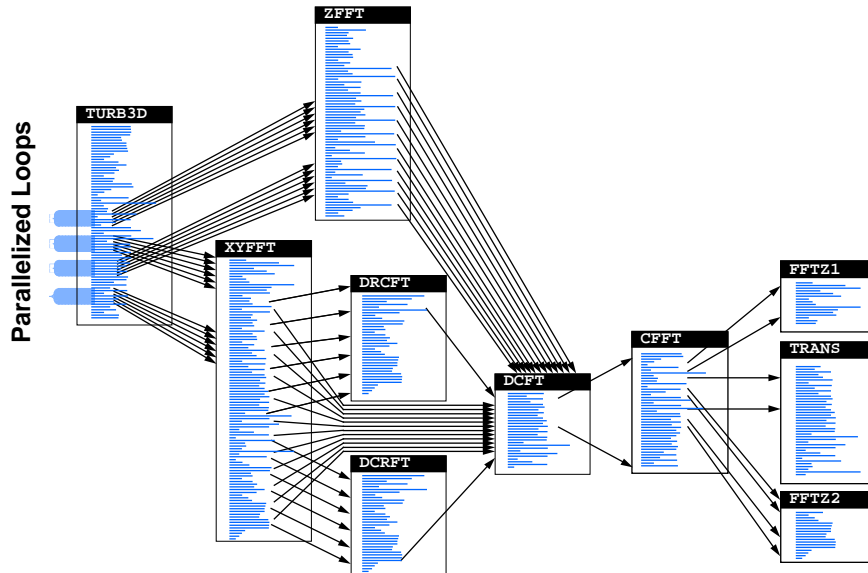 ZFFT
TURB3D
Parallelized Loops
XYFFT
DRCFT
FFTZ1
CFFT
TRANS
DCFT
DCRFT
FFTZ2